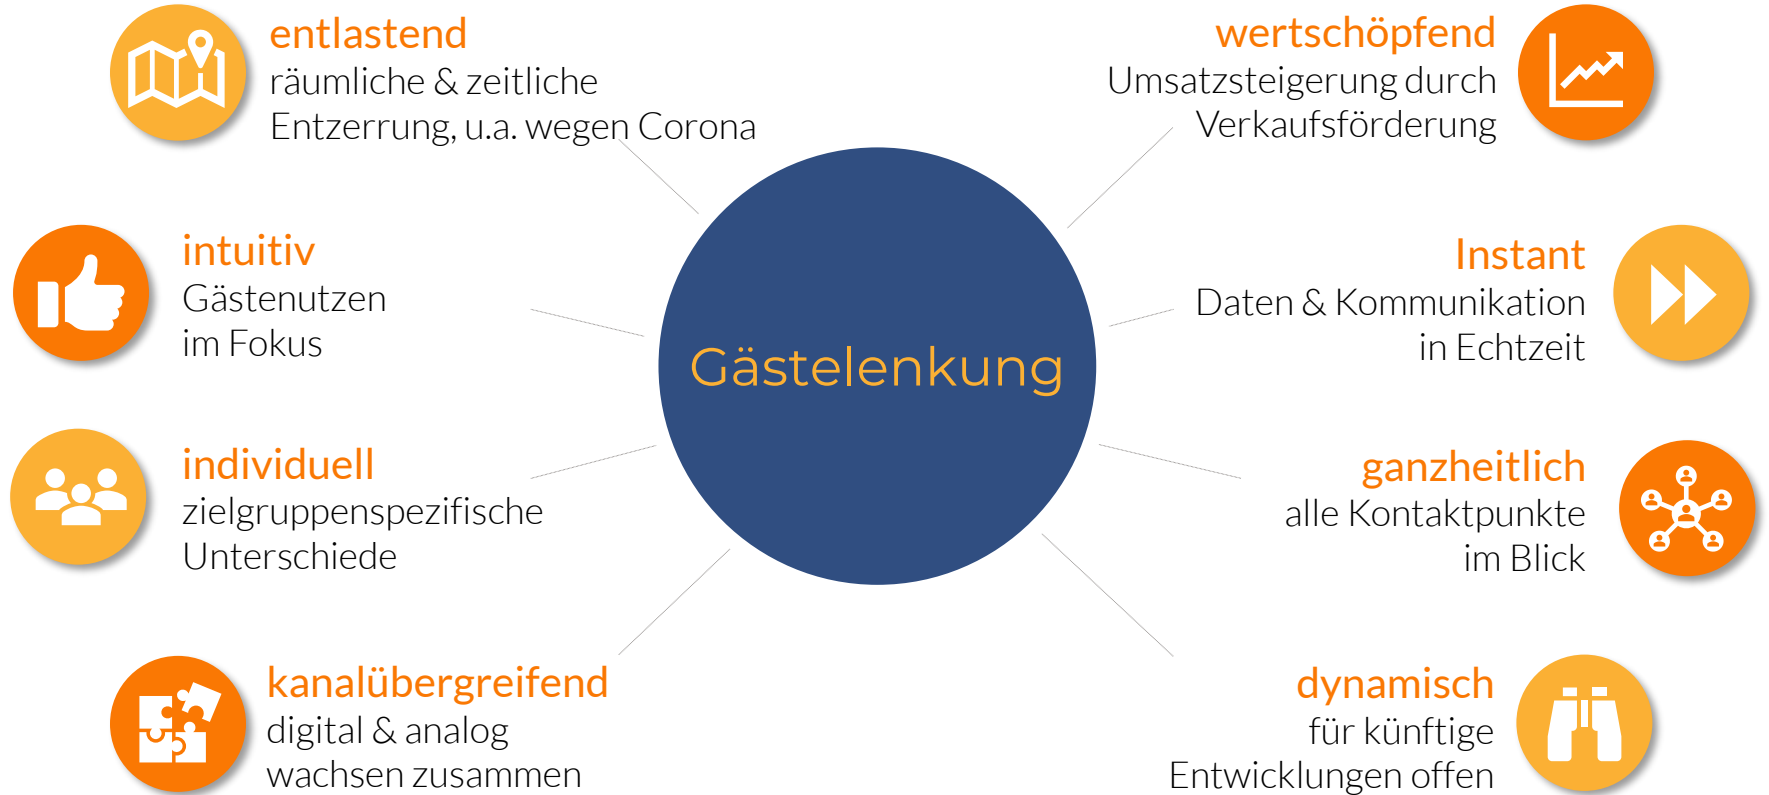 entlastend
räumliche & zeitliche
Entzerrung, u.a. wegen Corona
intuitiv
Gästenutzen
im Fokus
individuell
zielgruppenspezifische
Unterschiede
kanalübergreifend
digital & analog
wachsen zusammen
Gästelenkung
wertschöpfend
Umsatzsteigerung durch
Verkaufsförderung
Instant
Daten & Kommunikation
in Echtzeit
ganzheitlich
alle Kontaktpunkte
im Blick
dynamisch
für künftige
Entwicklungen offen